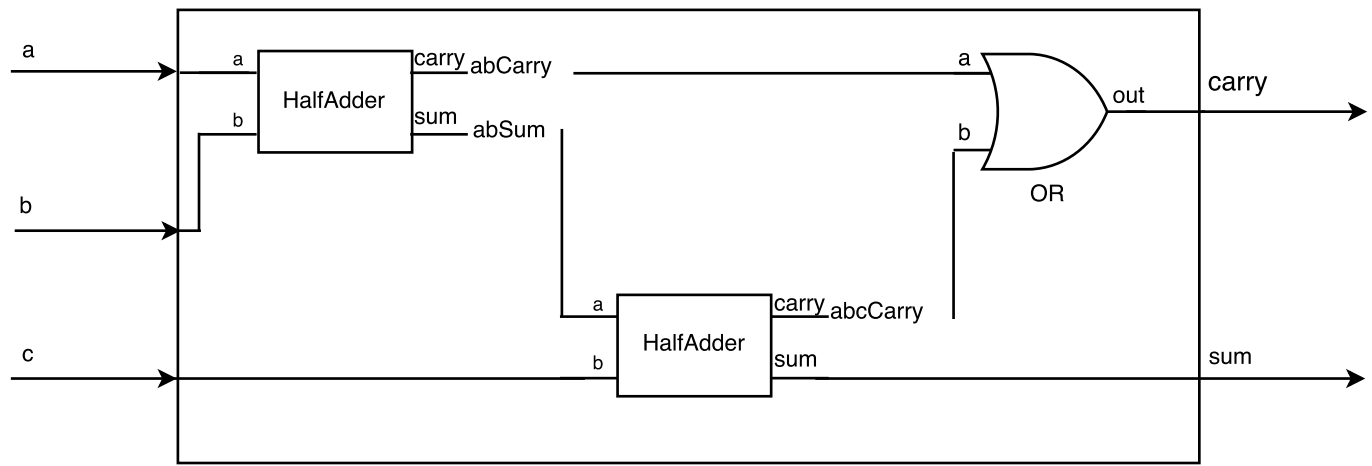 a
a
HalfAdder
carry
abCarry
a
out
carry
b
sum
abSum
b
OR
b
a
HalfAdder
carry
abcCarry
c
b
sum
sum